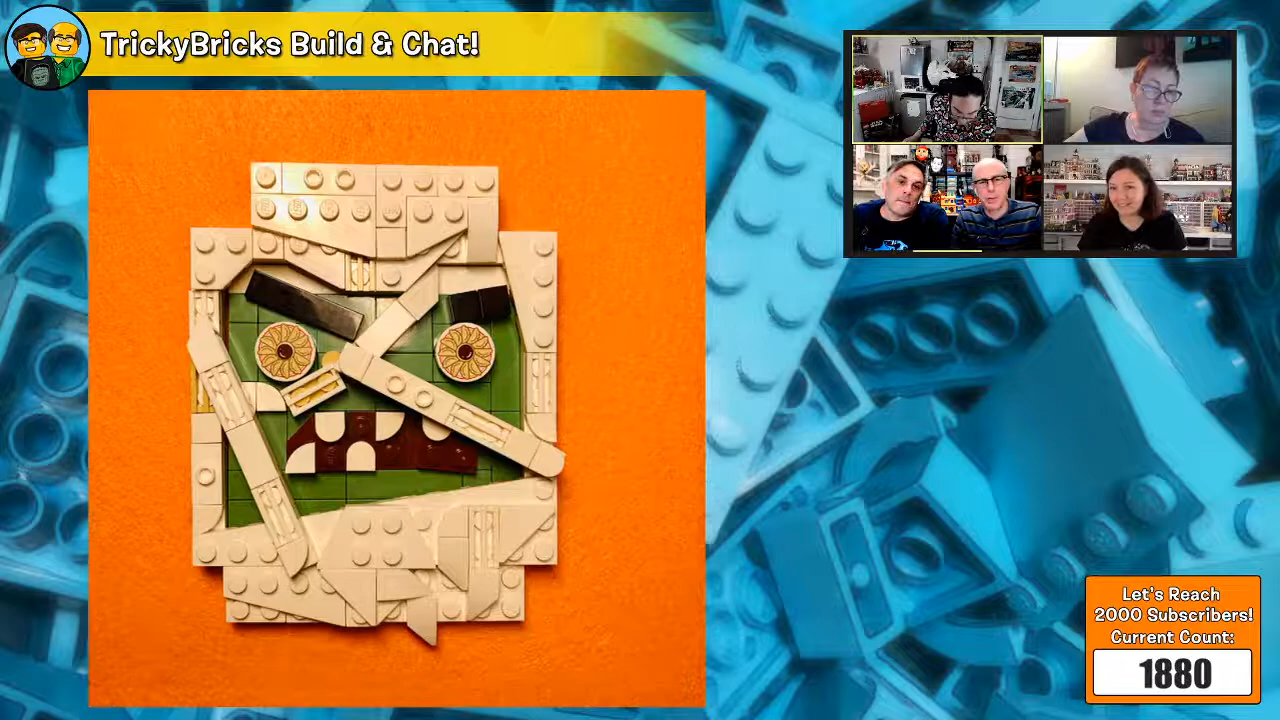 TrickyBricks Build & Chat!
Let's Reach
2000 Subscribers!
Current Count:
1880